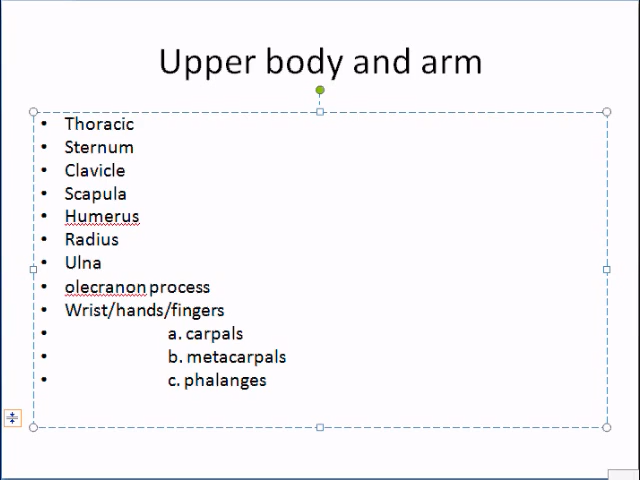 Upper body and arm
• Thoracic
• Sternum
• Clavicle
• Scapula
• Humerus
• Radius
• Ulna
• olecranon process
• Wrist/hands/fingers
• a. carpals
• b. metacarpals
• c. phalanges